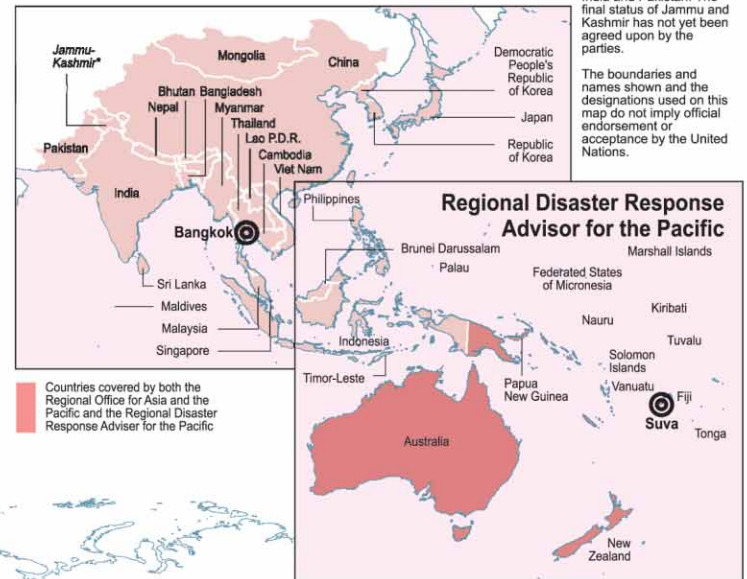 India and Pakistan. The
final status of Jammu and
Kashmir has not yet been
agreed upon by the
parties.
The boundaries and
names shown and the
designations used on this
map do not imply official
endorsement or
acceptance by the United
Nations.
Jammu-
Kashmir*
Mongolia
China
Democratic
People's
Republic
of Korea
Japan
Republic
of Korea
Bhutan
Bangladesh
Nepal
Myanmar
Thailand
Lao P.D.R.
Cambodia
Viet Nam
Pakistan
India
Bangkok
Sri Lanka
Maldives
Malaysia
Singapore
Regional Disaster Response
Advisor for the Pacific
Philippines
Brunei Darussalam
Palau
Marshall Islands
Federated States
of Micronesia
Kiribati
Nauru
Tuvalu
Indonesia
Solomon
Islands
Timor-Leste
Papua
New Guinea
Vanuatu
Fiji
Suva
Tonga
Australia
New
Zealand
Countries covered by both the
Regional Office for Asia and the
Pacific and the Regional Disaster
Response Adviser for the Pacific